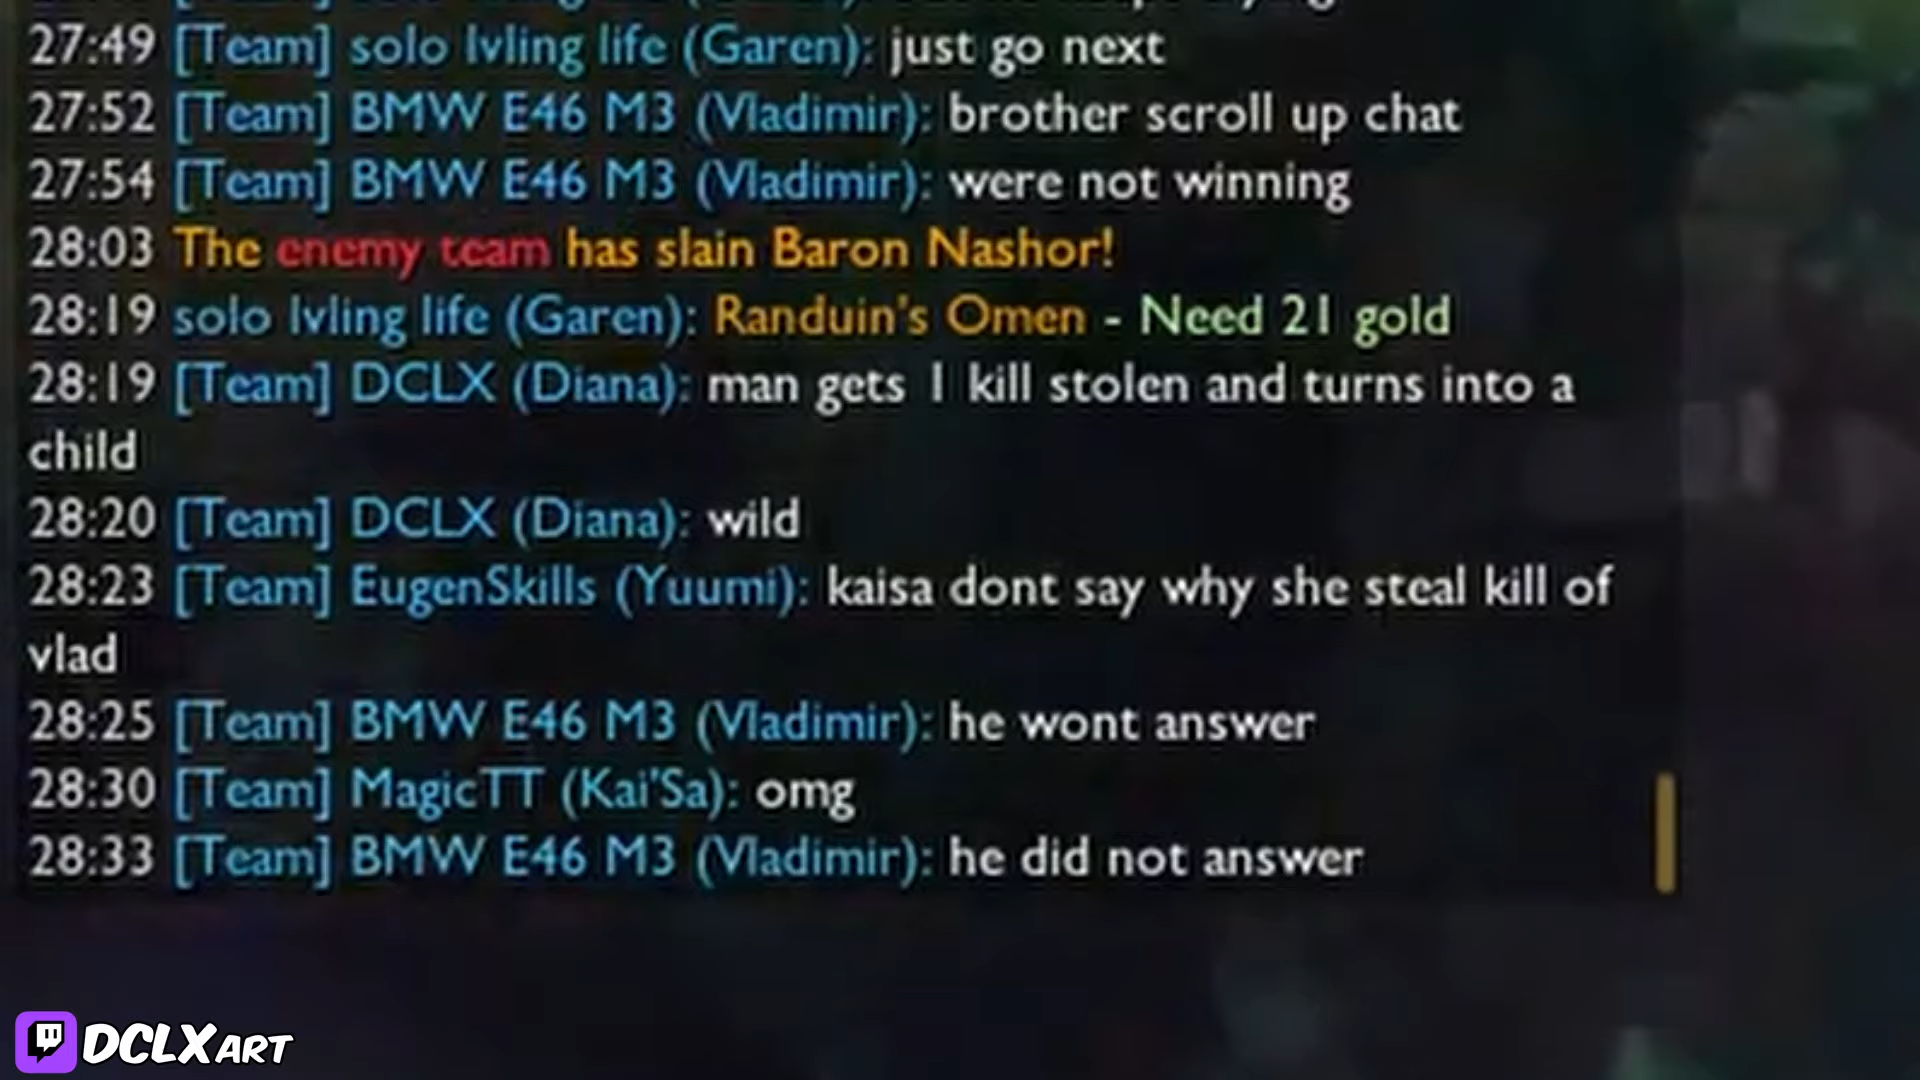 27:49 [Team] solo lvling life (Garen): just go next
27:52 [Team] BMW E46 M3 (Vladimir): brother scroll up chat
27:54 [Team] BMW E46 M3 (Vladimir): were not winning
28:03 The enemy team has slain Baron Nashor!
28:19 solo lvling life (Garen): Randuin's Omen - Need 21 gold
28:19 [Team] DCLX (Diana): man gets 1 kill stolen and turns into a
child
28:20 [Team] DCLX (Diana): wild
28:23 [Team] EugenSkills (Yuumi): kaisa dont say why she steal kill of
vlad
28:25 [Team] BMW E46 M3 (Vladimir): he wont answer
28:30 [Team] MagicTT (Kai'Sa): omg
28:33 [Team] BMW E46 M3 (Vladimir): he did not answer
DCLXART